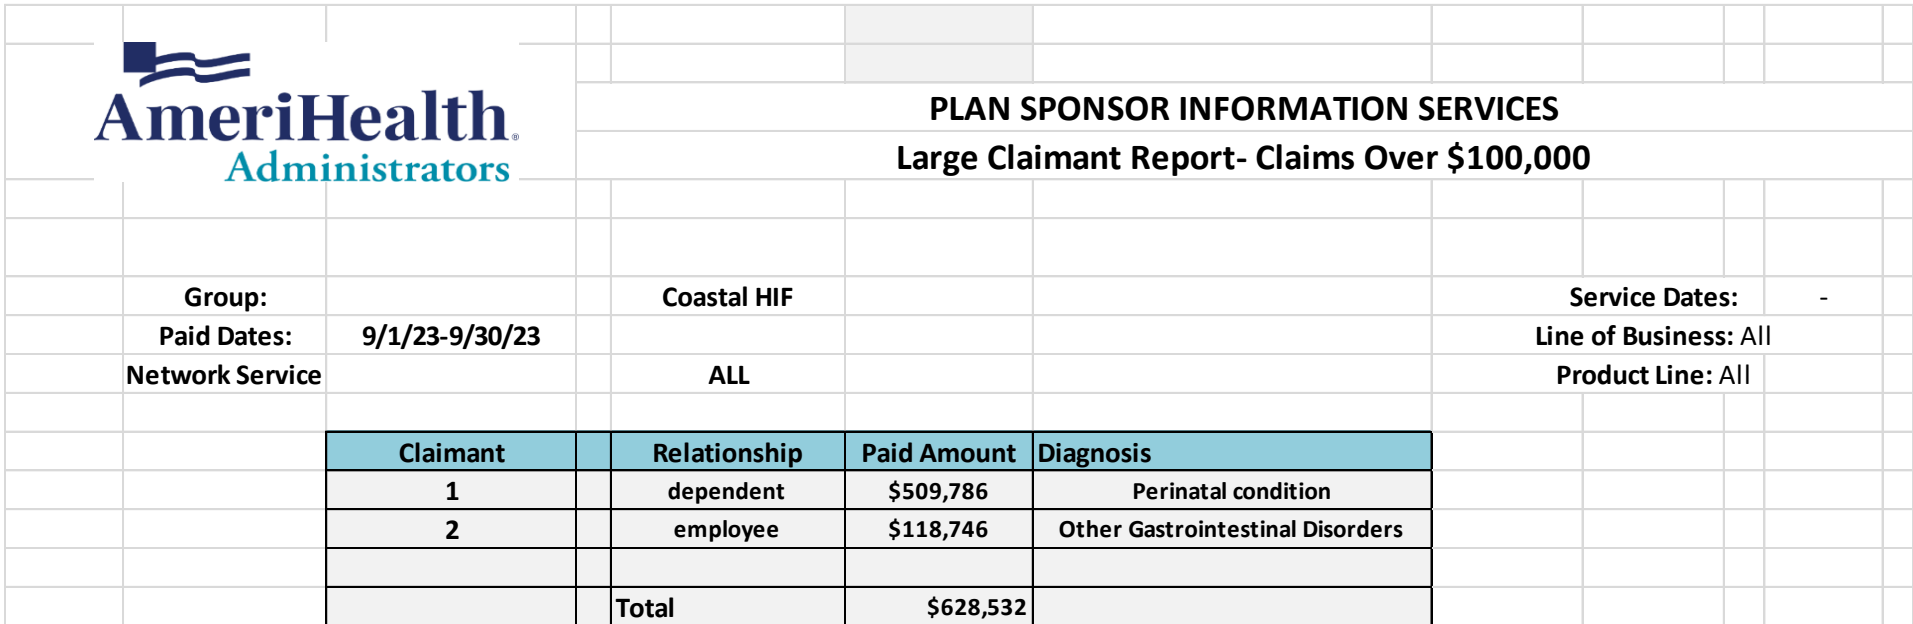 AmeriHealth®
Administrators
PLAN SPONSOR INFORMATION SERVICES
Large Claimant Report- Claims Over $100,000
Group: Coastal HIF Service Dates: -
Paid Dates: 9/1/23-9/30/23 Line of Business: All
Network Service ALL Product Line: All
Claimant Relationship Paid Amount Diagnosis
1 dependent $509,786 Perinatal condition
2 employee $118,746 Other Gastrointestinal Disorders
Total $628,532